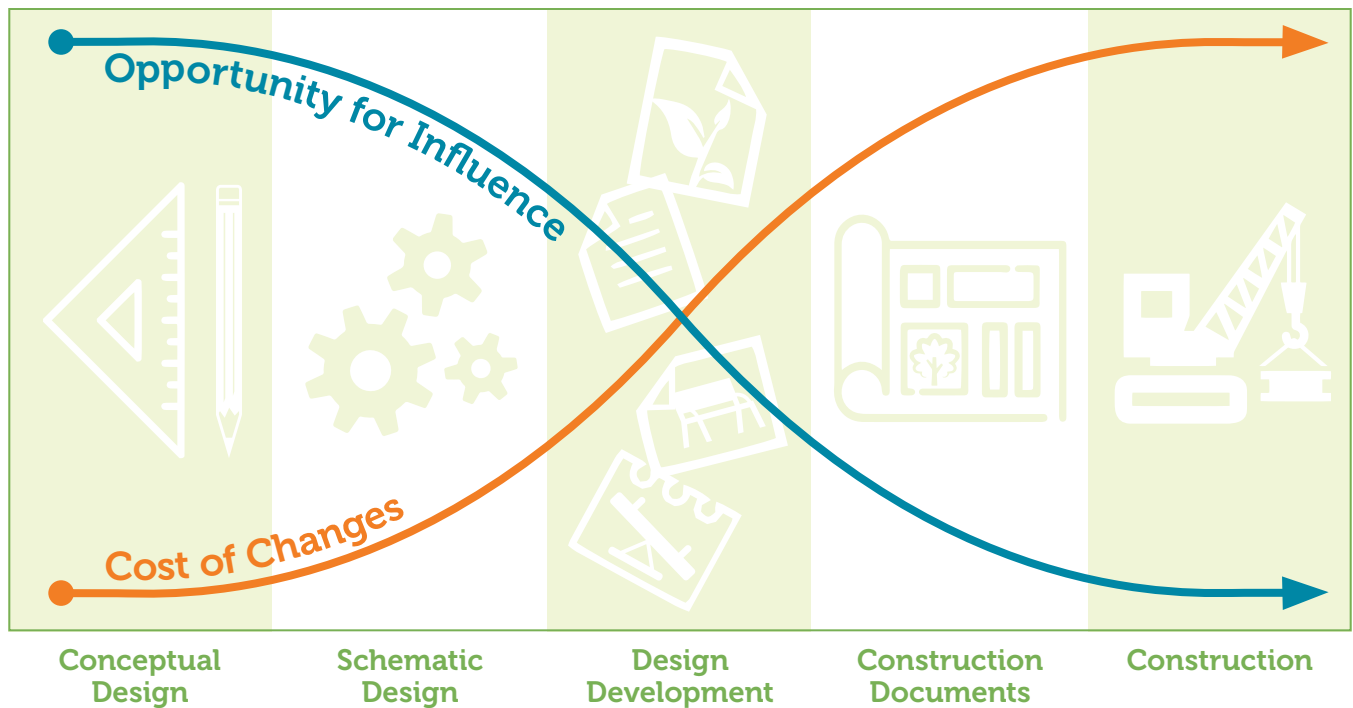 Opportunity for Influence
Cost of Changes
Conceptual
Design
Schematic
Design
Design
Development
Construction
Documents
Construction